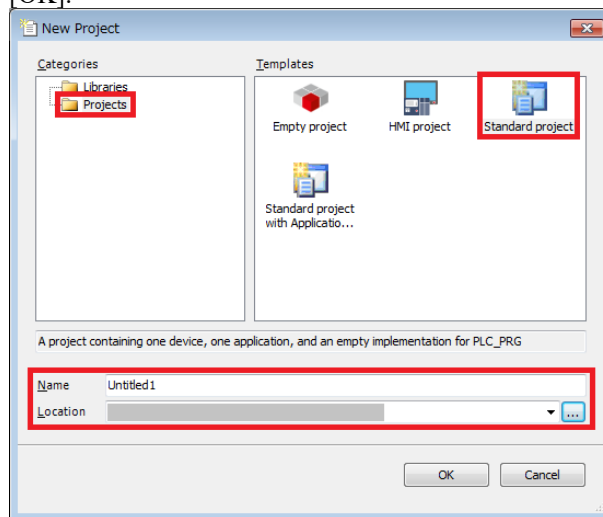 [OK].
New Project
Categories
Templates
Libraries
Projects
Empty project
HMI project
Standard project
Standard project
with Applicatio...
A project containing one device, one application, and an empty implementation for PLC_PRG
Name
Untitled1
Location
...
OK
Cancel